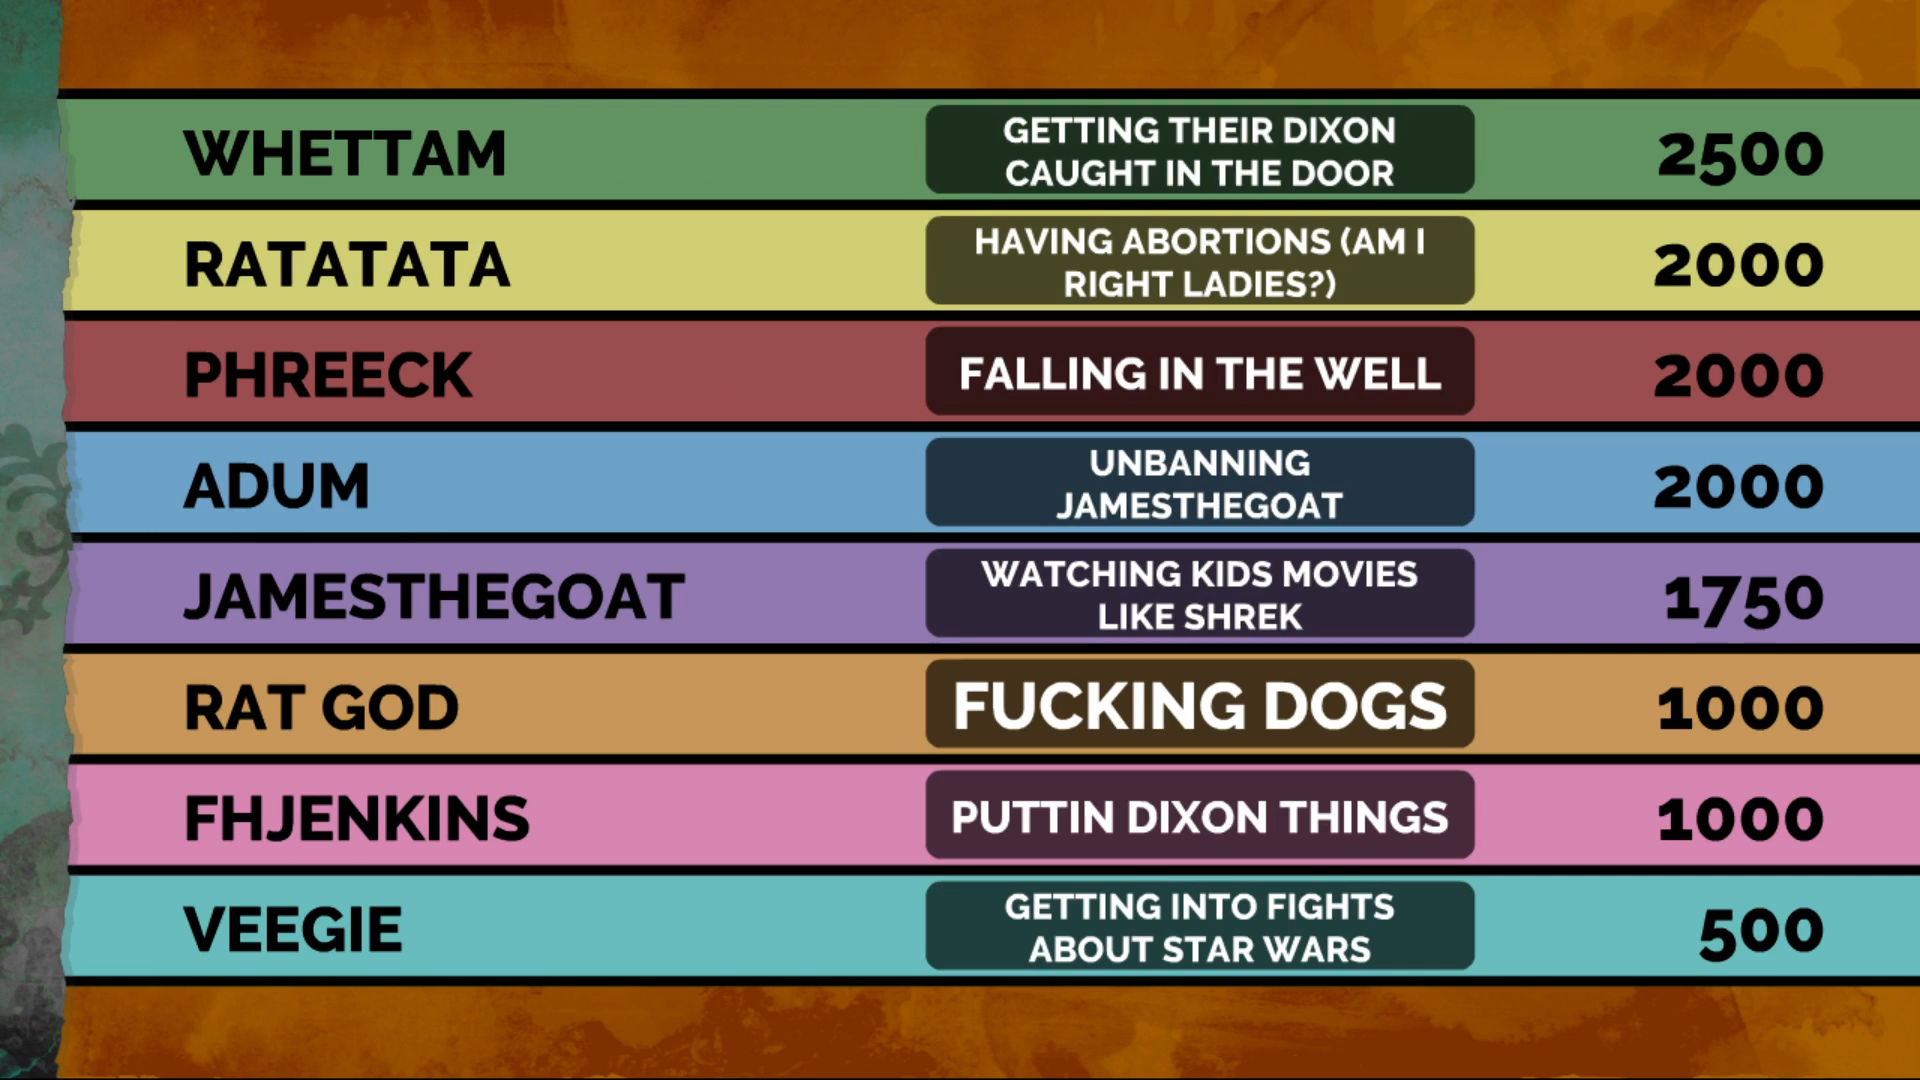 WHETTAM
GETTING THEIR DIXON
CAUGHT IN THE DOOR
2500
RATATATA
HAVING ABORTIONS (AM I
RIGHT LADIES?)
2000
PHREECK
FALLING IN THE WELL
2000
ADUM
UNBANNING
JAMESTHEGOAT
2000
JAMESTHEGOAT
WATCHING KIDS MOVIES
LIKE SHREK
1750
RAT GOD
FUCKING DOGS
1000
FHJENKINS
PUTTIN DIXON THINGS
1000
VEEGIE
GETTING INTO FIGHTS
ABOUT STAR WARS
500